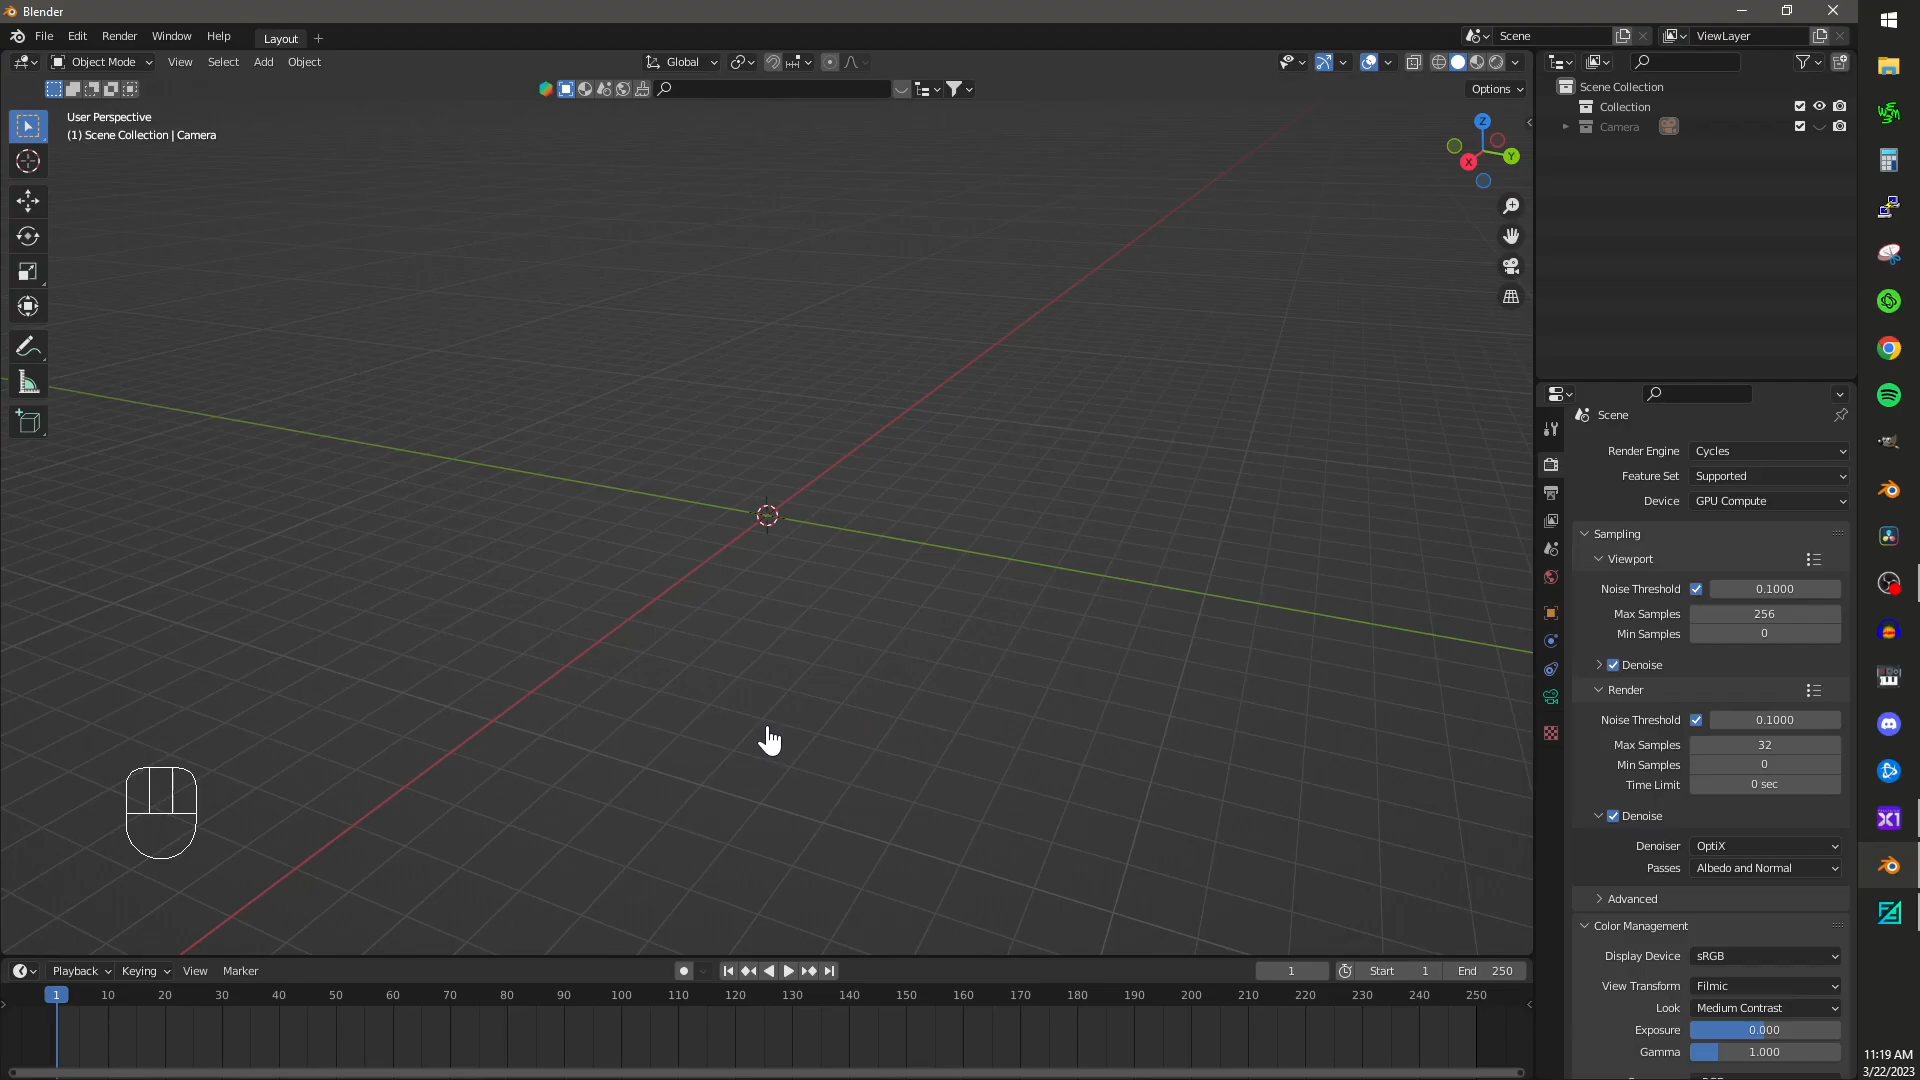 Blender
File Edit Render Window Help Layout + Scene ViewLayer
Object Mode View Select Add Object Global
Options
User Perspective
(1) Scene Collection | Camera
Z
Y
X
Scene Collection
Collection
Camera
Scene
Render Engine Cycles
Feature Set Supported
Device GPU Compute
Sampling
Viewport
Noise Threshold 0.1000
Max Samples 256
Min Samples 0
Denoise
Render
Noise Threshold 0.1000
Max Samples 32
Min Samples 0
Time Limit 0 sec
Denoise
Denoiser OptiX
Passes Albedo and Normal
Advanced
Color Management
Display Device sRGB
View Transform Filmic
Look Medium Contrast
Exposure 0.000
Gamma 1.000
Playback Keying View Marker 1 Start 1 End 250
1 10 20 30 40 50 60 70 80 90 100 110 120 130 140 150 160 170 180 190 200 210 220 230 240 250
X1
11:19 AM
3/22/2023